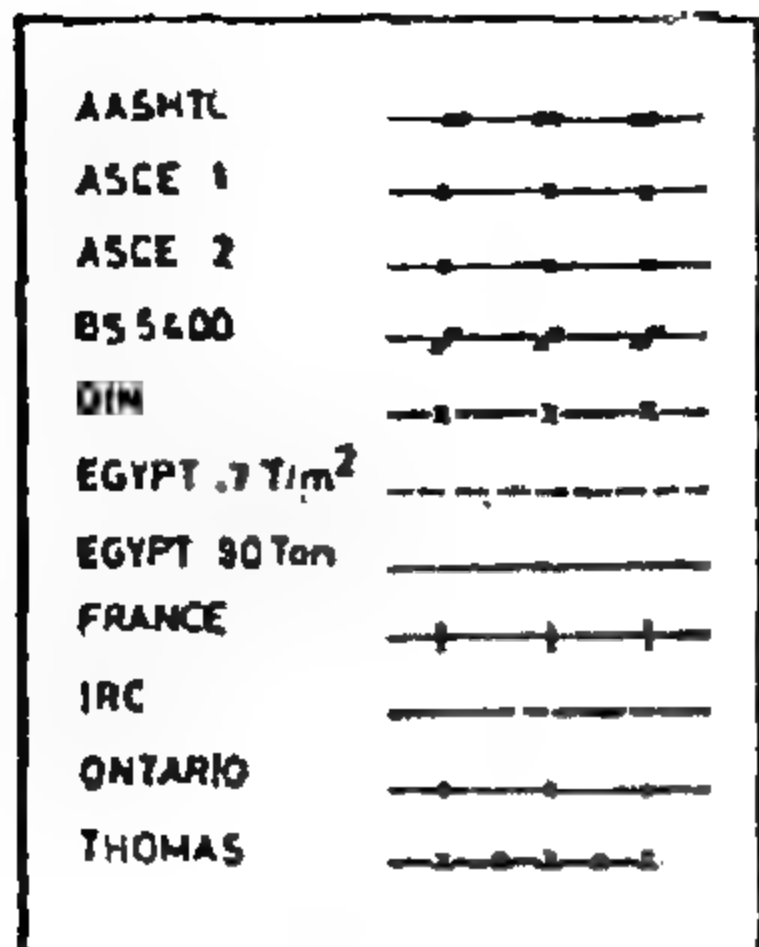 AASHTO
ASCE 1
ASCE 2
BS 5400
DIN
EGYPT .7 T/m²
EGYPT 90 Ton
FRANCE
IRC
ONTARIO
THOMAS